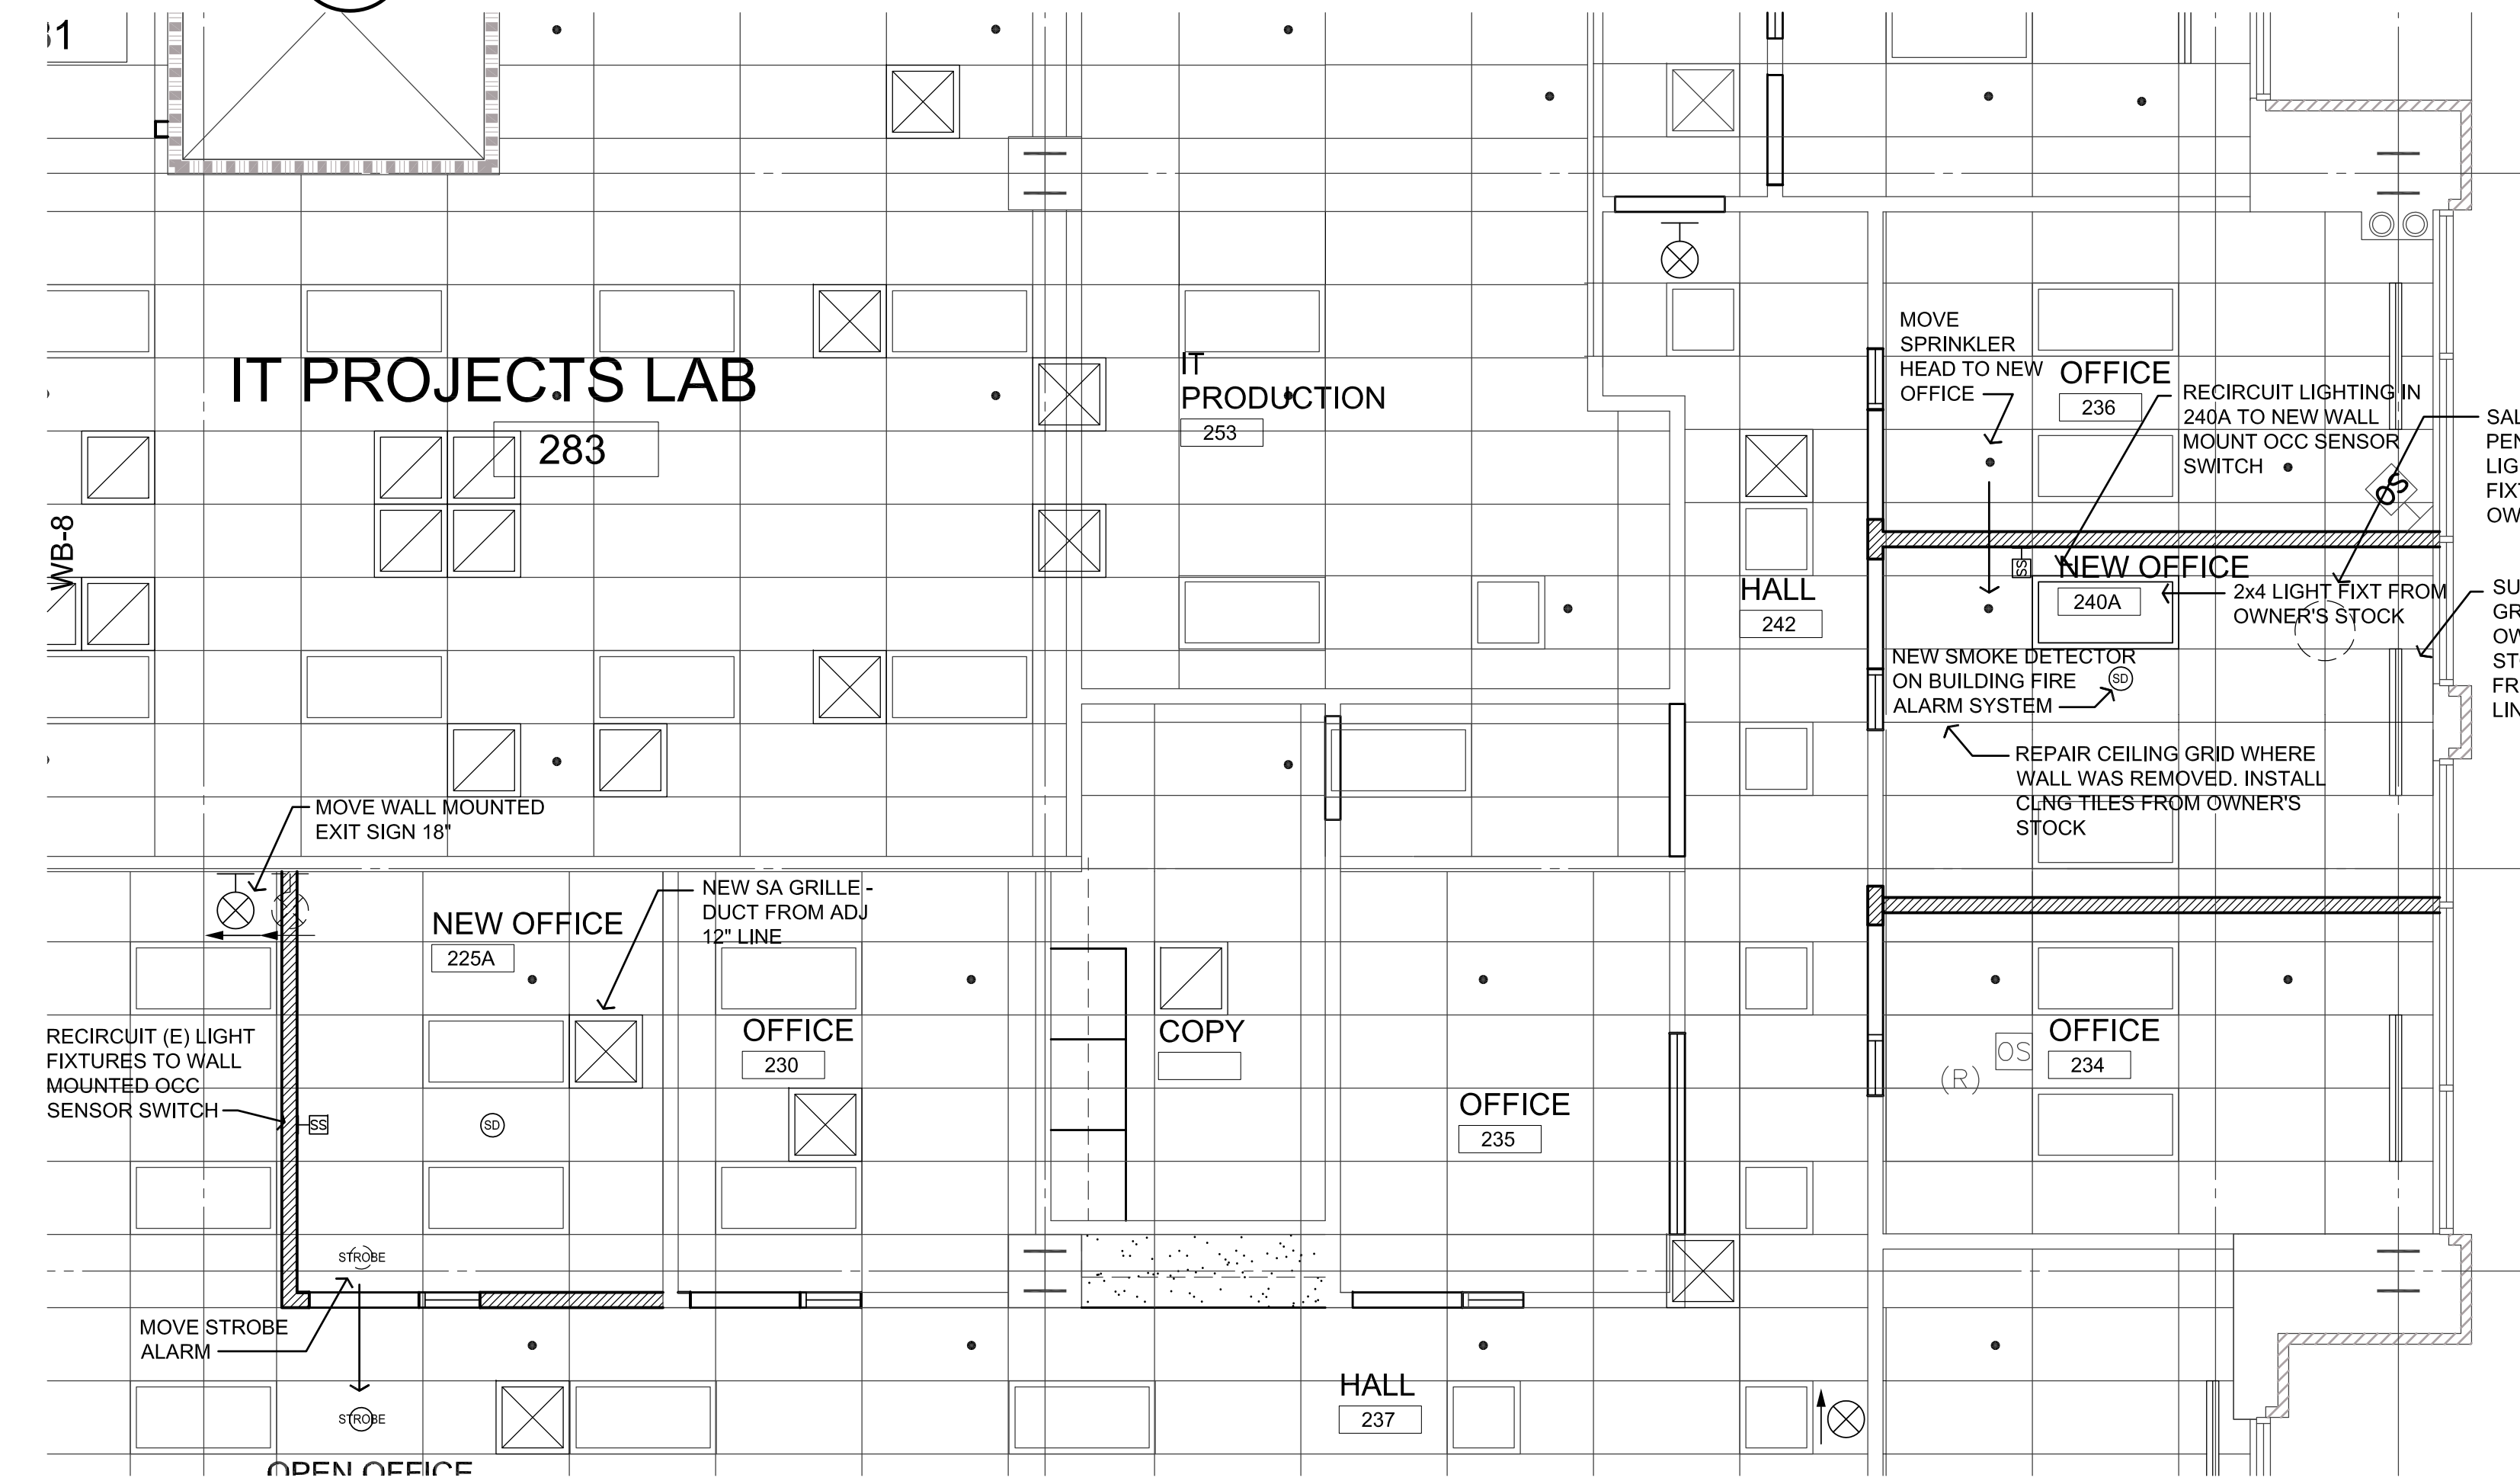 IT PROJECTS LAB
283
WB-8
IT
PRODUCTION
253
MOVE
SPRINKLER
HEAD TO NEW
OFFICE
OFFICE
236
RECIRCUIT LIGHTING IN
240A TO NEW WALL
MOUNT OCC SENSOR
SWITCH
OS
HALL
242
SS
NEW OFFICE
240A
2x4 LIGHT FIXT FROM
OWNER'S STOCK
NEW SMOKE DETECTOR
ON BUILDING FIRE
ALARM SYSTEM
SD
REPAIR CEILING GRID WHERE
WALL WAS REMOVED. INSTALL
CLNG TILES FROM OWNER'S
STOCK
MOVE WALL MOUNTED
EXIT SIGN 18"
NEW OFFICE
225A
NEW SA GRILLE -
DUCT FROM ADJ
12" LINE
RECIRCUIT (E) LIGHT
FIXTURES TO WALL
MOUNTED OCC
SENSOR SWITCH
SS
SD
OFFICE
230
COPY
OFFICE
235
OS
(R)
OFFICE
234
STROBE
MOVE STROBE
ALARM
STROBE
HALL
237
OPEN OFFICE